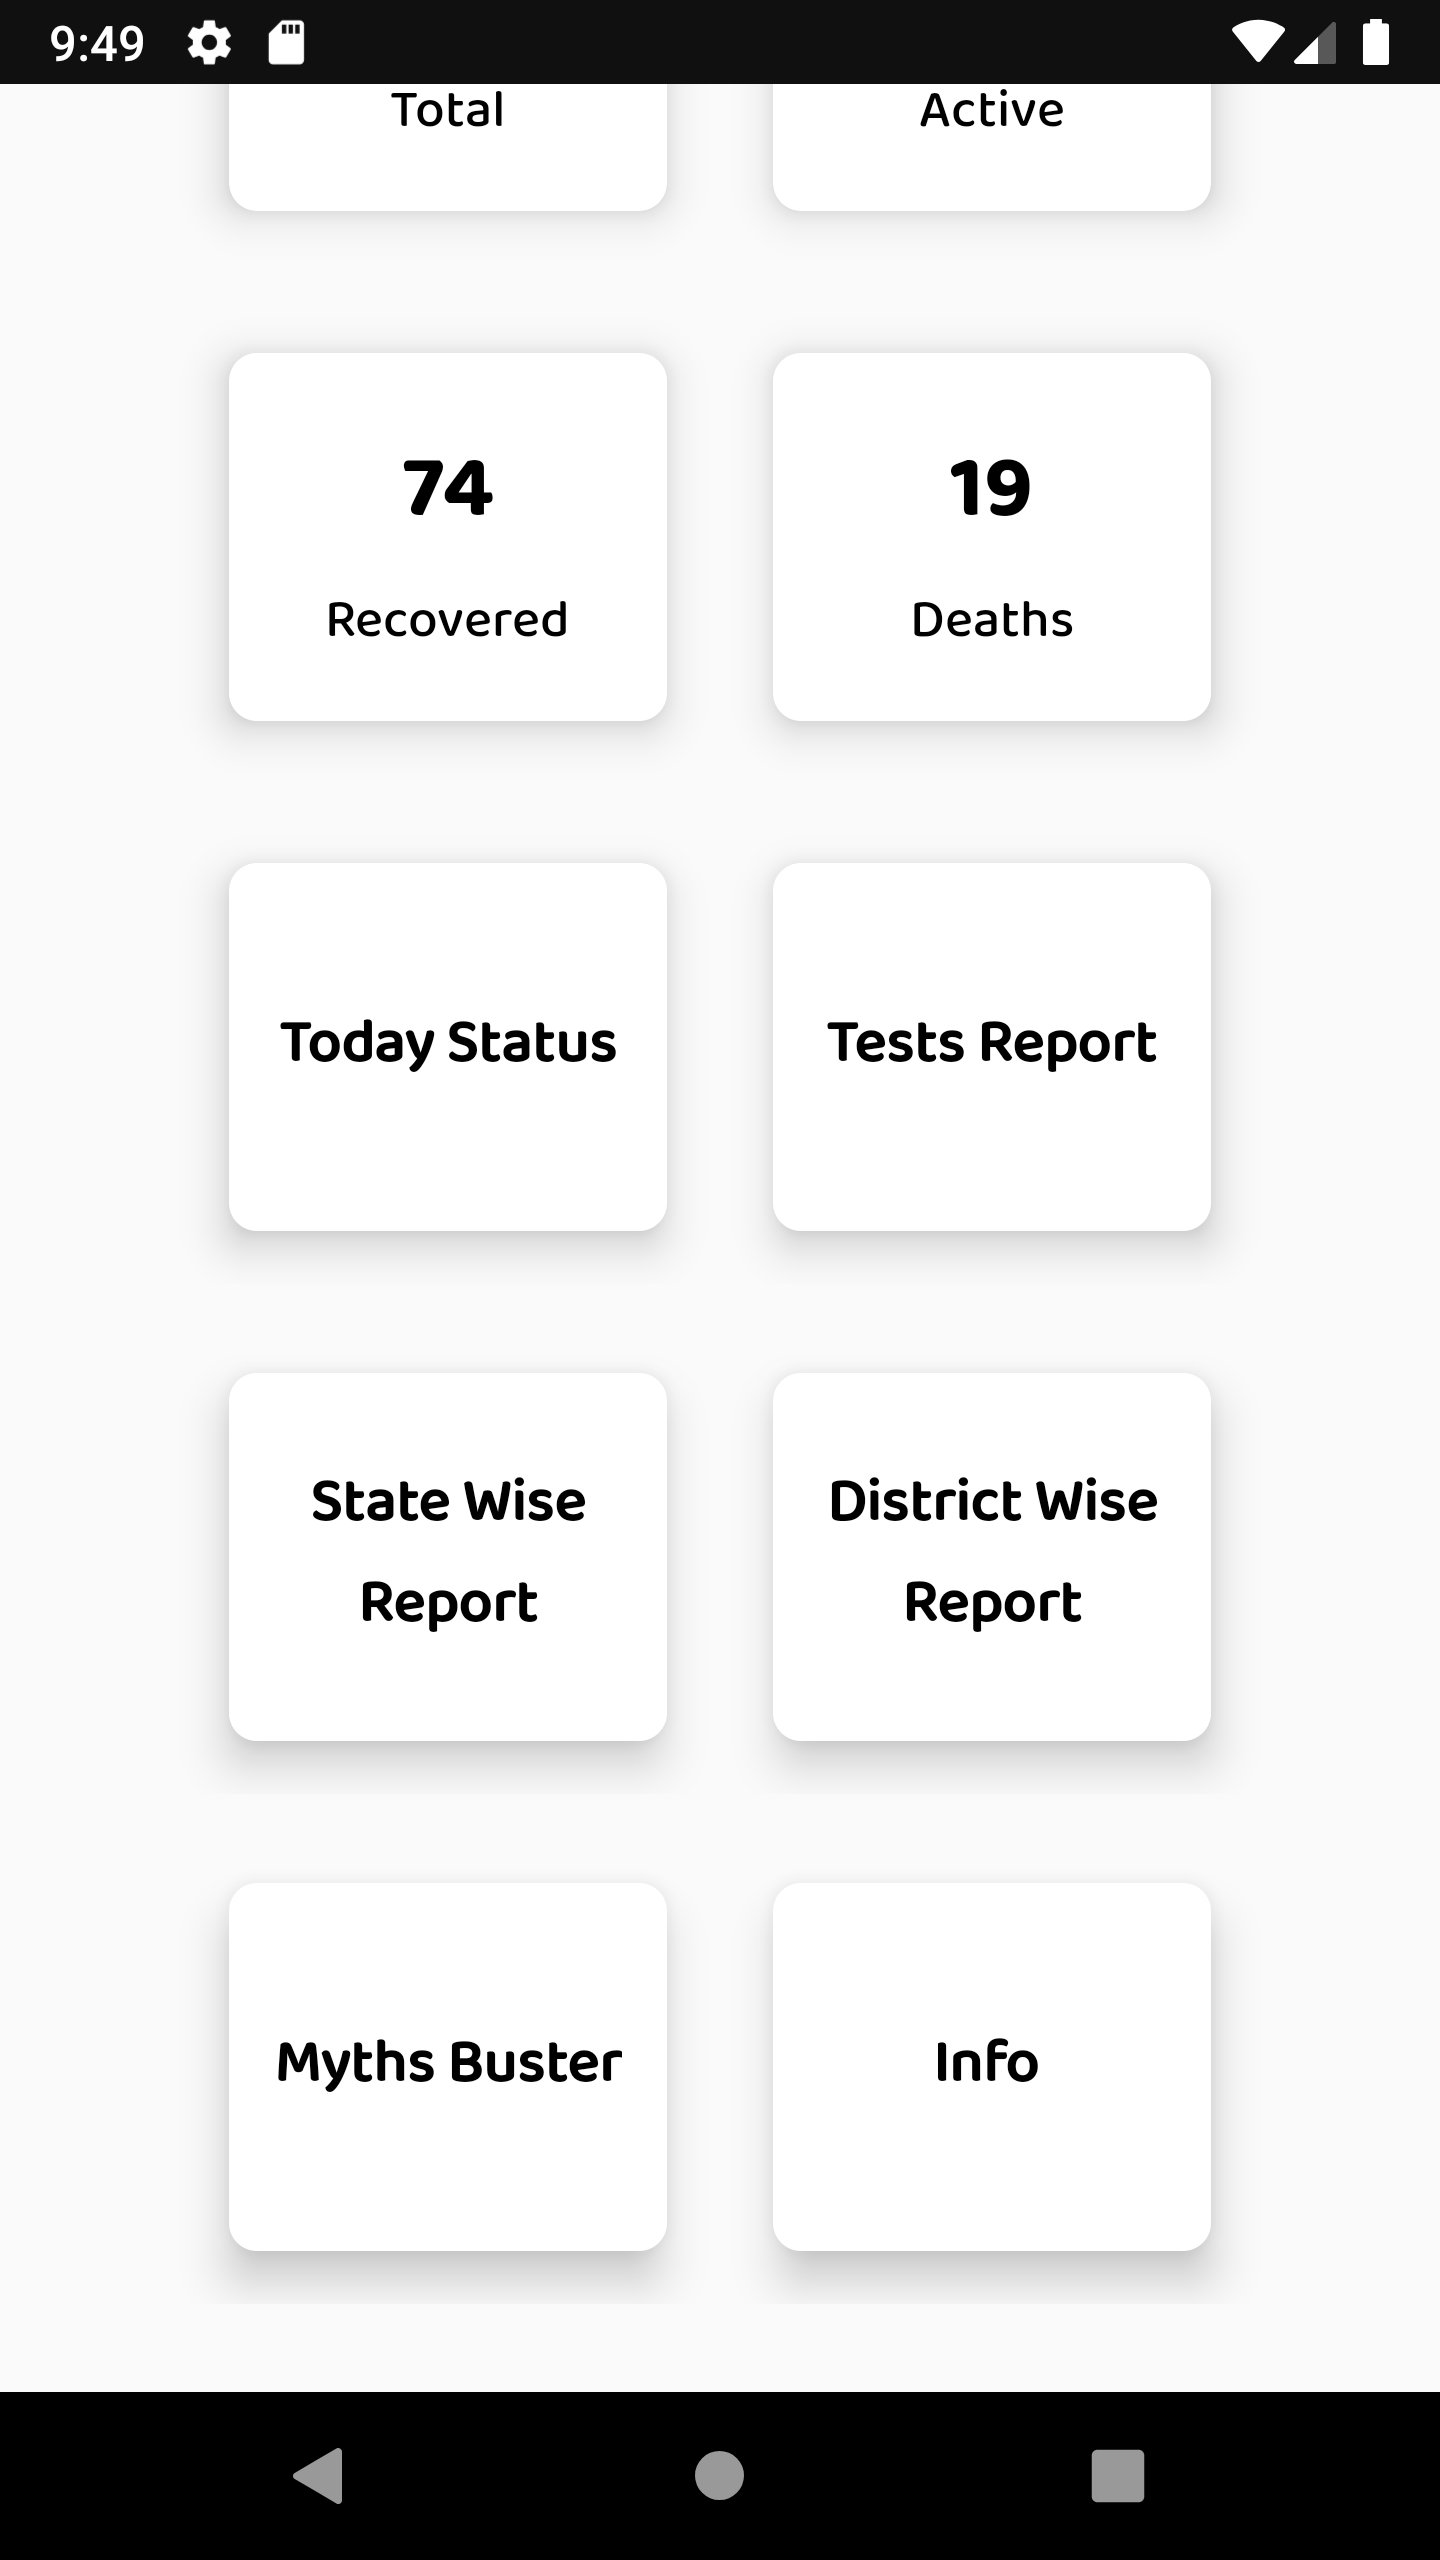 9:49
Total
Active
74
19
Recovered
Deaths
Today Status
Tests Report
State Wise
Report
District Wise
Report
Myths Buster
Info